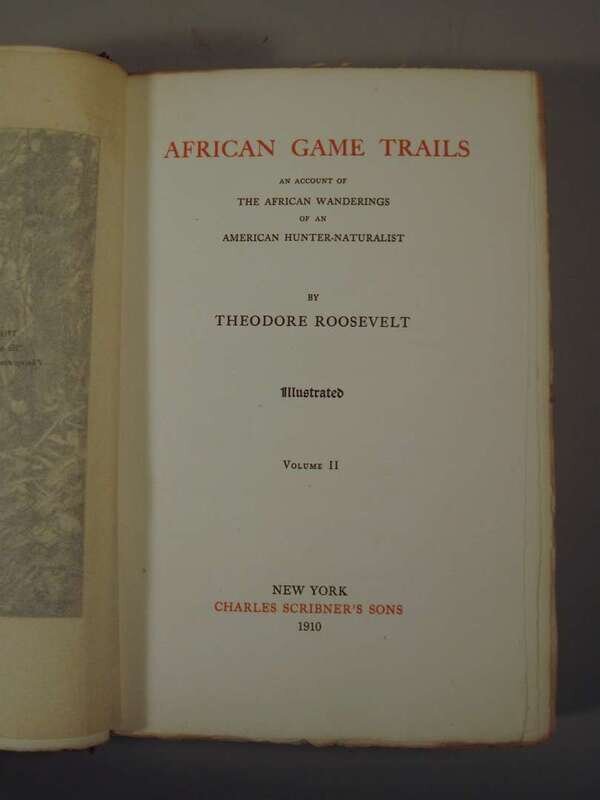 AFRICAN GAME TRAILS
AN ACCOUNT OF
THE AFRICAN WANDERINGS
OF AN
AMERICAN HUNTER-NATURALIST
BY
THEODORE ROOSEVELT
Illustrated
VOLUME II
NEW YORK
CHARLES SCRIBNER'S SONS
1910